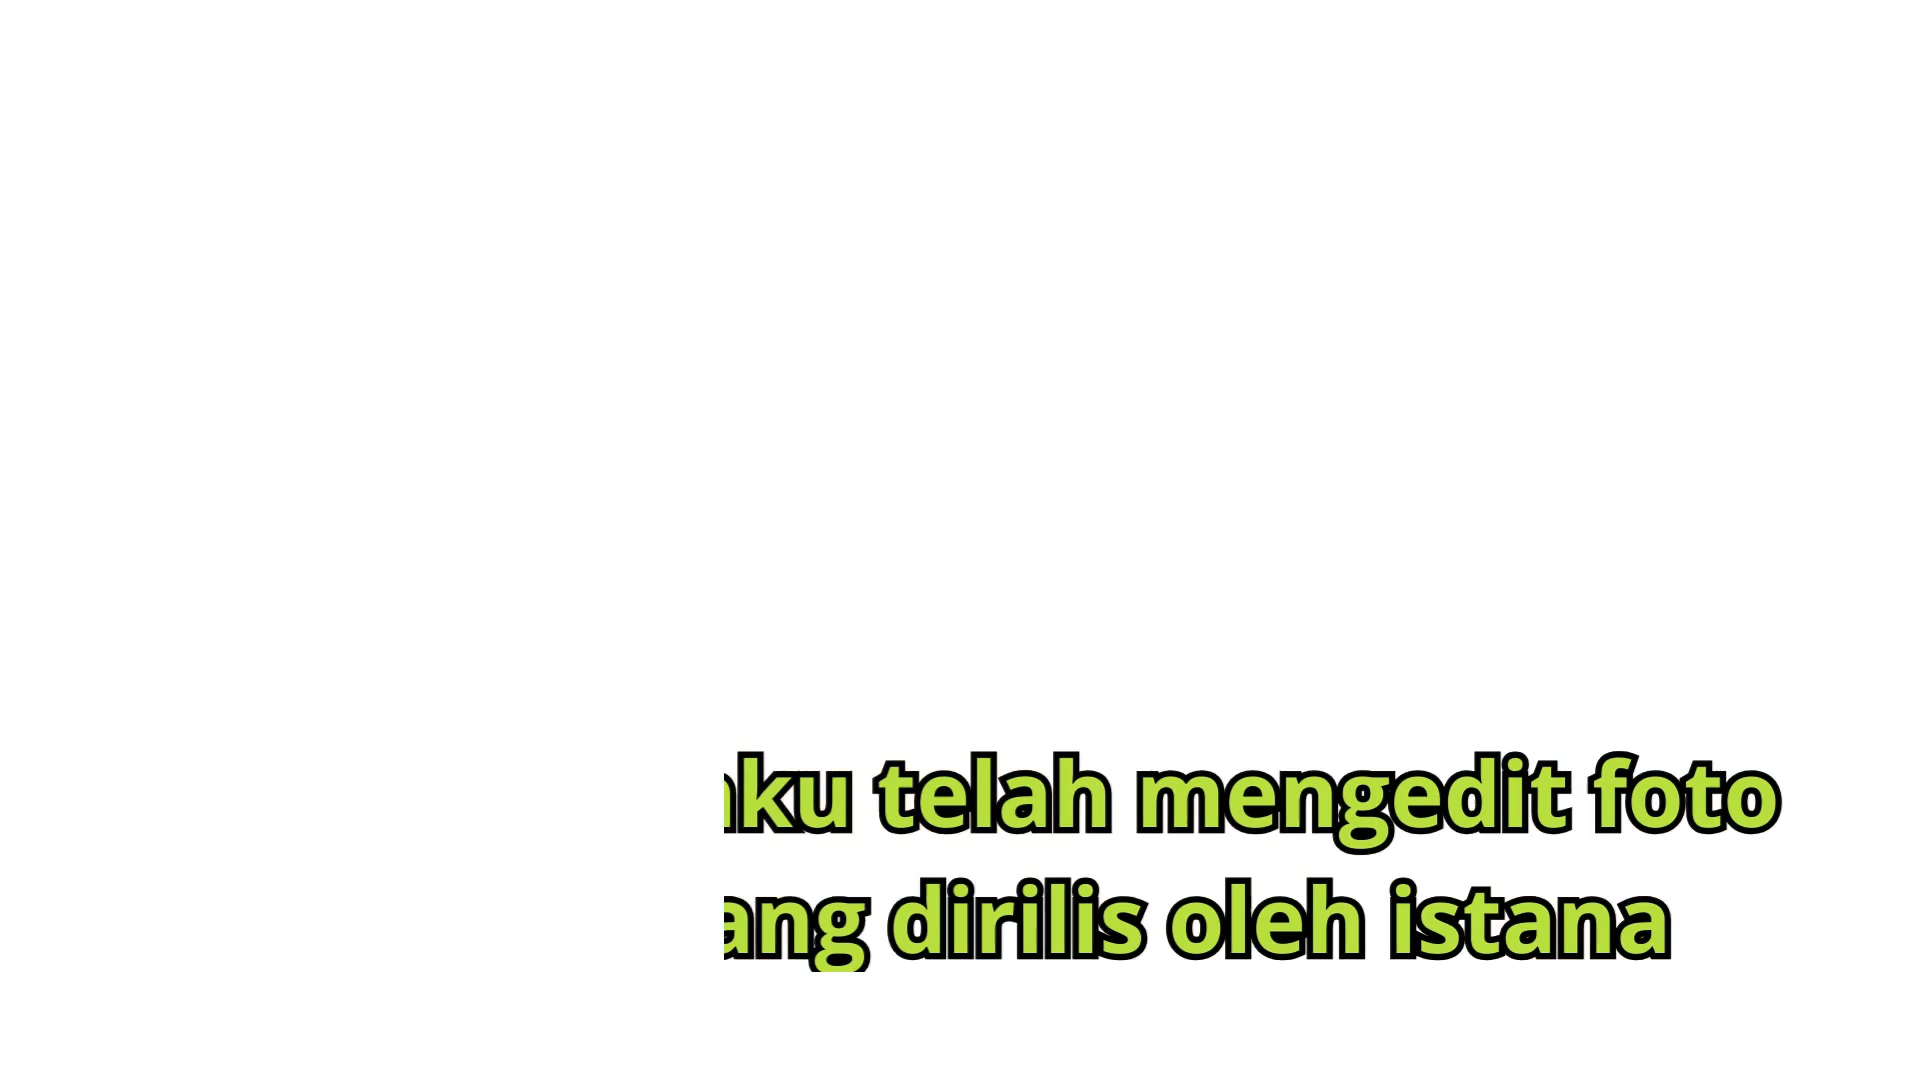 telah mengedit foto
dirilis oleh istana